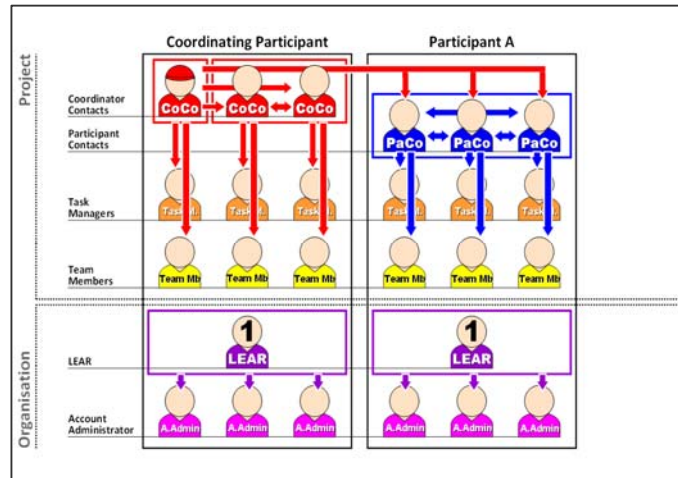 Project
Coordinating Participant
Participant A
Coordinator
Contacts
CoCo CoCo CoCo
Participant
Contacts
PaCo PaCo PaCo
Task
Managers
Team
Members
Team Mb Team Mb Team Mb Team Mb Team Mb Team Mb
Organisation
1 1
LEAR
LEAR LEAR
Account
Administrator
A.Admin A.Admin A.Admin A.Admin A.Admin A.Admin